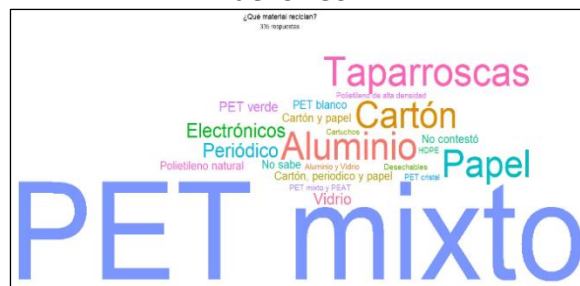 ¿Qué material reciclan?
331 respuestas
Taparroscas
Polietileno de alta densidad
PET verde
PET blanco
Cartón
Cartón y papel
Electrónicos
Cartuchos
Aluminio
No contestó
Periódico
HDPE
Papel
Polietileno natural
No sabe
Aluminio y Vidrio
Desechables
Cartón, periodico y papel
PET cristal
PET mixto y PEAT
Vidrio
PET mixto